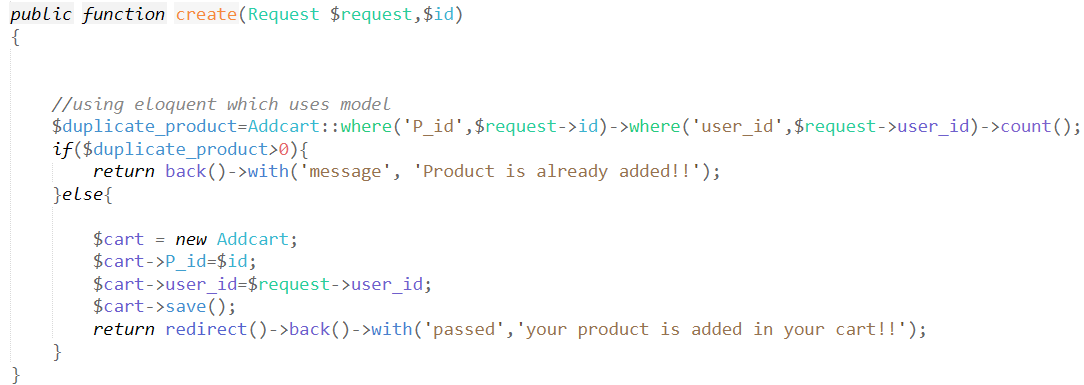 public function create(Request $request,$id)
{
//using eloquent which uses model
$duplicate_product=Addcart::where('P_id',$request->id)->where('user_id',$request->user_id)->count();
if($duplicate_product>0){
return back()->with('message', 'Product is already added!!');
}else{
$cart = new Addcart;
$cart->P_id=$id;
$cart->user_id=$request->user_id;
$cart->save();
return redirect()->back()->with('passed','your product is added in your cart!!');
}
}